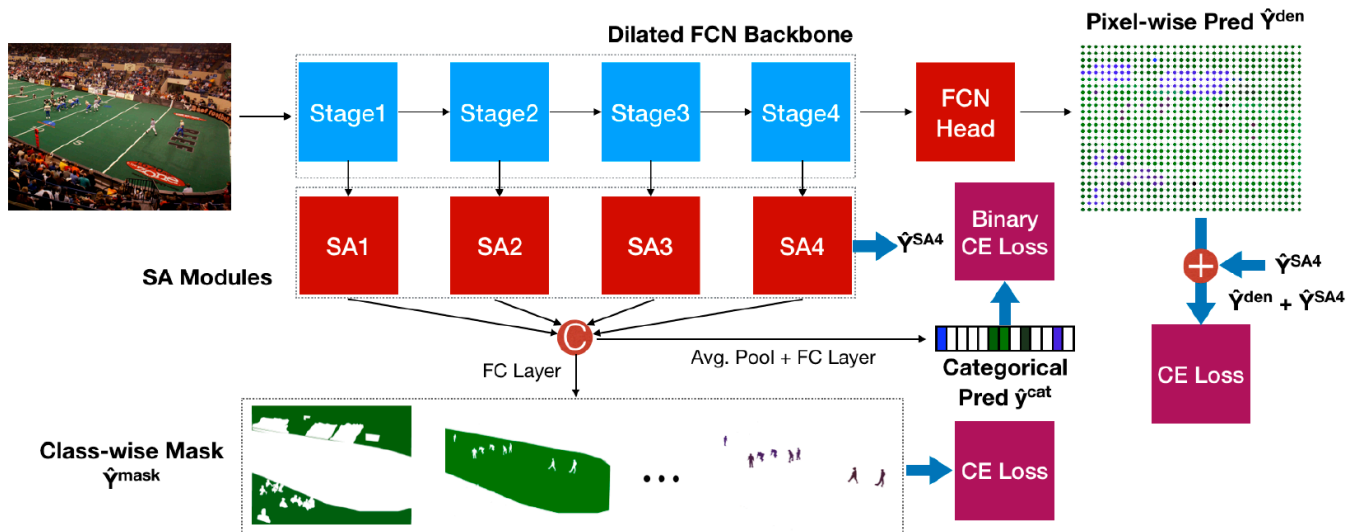 Dilated FCN Backbone
Pixel-wise Pred Ŷden
Stage1
Stage2
Stage3
Stage4
FCN
Head
SA1
SA2
SA3
SA4
SA Modules
ŶSA4
Binary
CE Loss
+
ŶSA4
Ŷden + ŶSA4
C
FC Layer
Avg. Pool + FC Layer
Categorical
Pred ŷcat
CE Loss
Class-wise Mask
Ŷmask
...
CE Loss